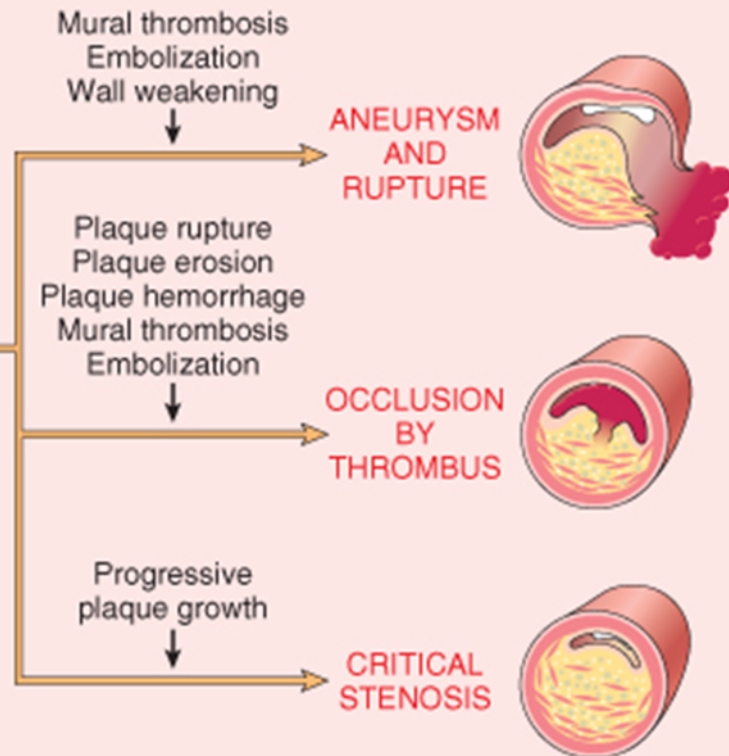 Mural thrombosis
Embolization
Wall weakening
ANEURYSM
AND
RUPTURE
Plaque rupture
Plaque erosion
Plaque hemorrhage
Mural thrombosis
Embolization
OCCLUSION
BY
THROMBUS
Progressive
plaque growth
CRITICAL
STENOSIS